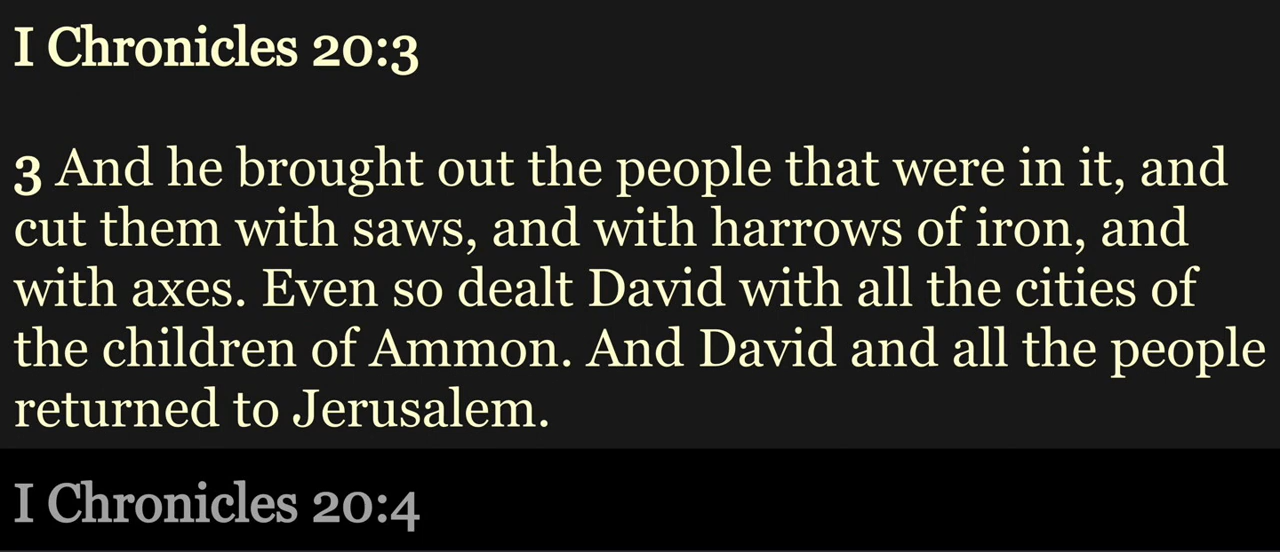 I Chronicles 20:3
3 And he brought out the people that were in it, and
cut them with saws, and with harrows of iron, and
with axes. Even so dealt David with all the cities of
the children of Ammon. And David and all the people
returned to Jerusalem.
I Chronicles 20:4